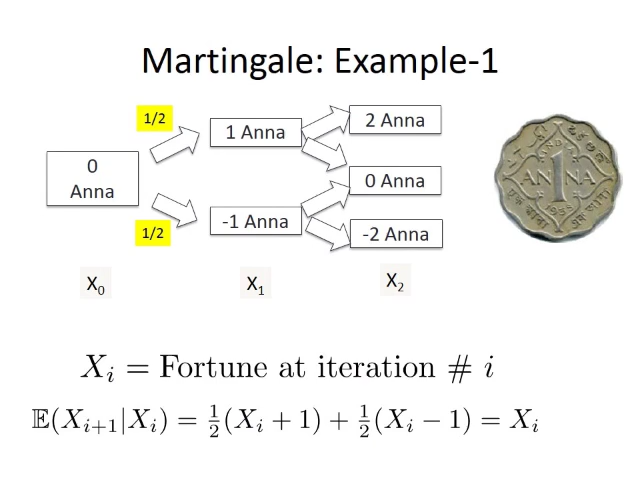 Martingale: Example-1
1/2
2 Anna
1 Anna
0
Anna
0 Anna
-1 Anna
1/2
-2 Anna
X₀
X₁
X₂
ANNA
1
Xᵢ = Fortune at iteration # i
𝔼(Xᵢ₊₁|Xᵢ) = ½(Xᵢ + 1) + ½(Xᵢ − 1) = Xᵢ